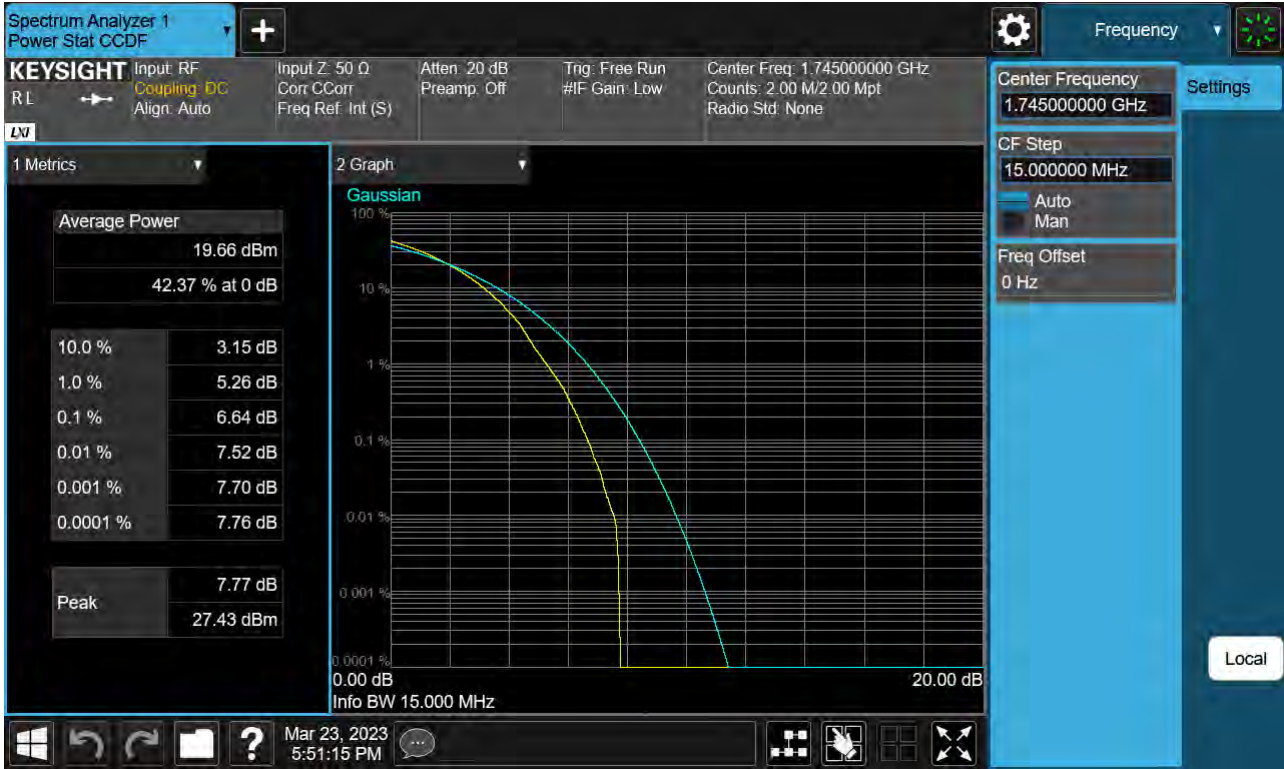 Spectrum Analyzer 1
Power Stat CCDF
+
Frequency
KEYSIGHT
RL
LXI
Input: RF
Coupling: DC
Align: Auto
Input Z: 50 Ω
Corr CCorr
Freq Ref: Int (S)
Atten: 20 dB
Preamp: Off
Trig: Free Run
#IF Gain: Low
Center Freq: 1.745000000 GHz
Counts: 2.00 M/2.00 Mpt
Radio Std: None
Center Frequency
1.745000000 GHz
Settings
CF Step
15.000000 MHz
Auto
Man
Freq Offset
0 Hz
1 Metrics
Average Power
19.66 dBm
42.37 % at 0 dB
10.0 % 3.15 dB
1.0 % 5.26 dB
0.1 % 6.64 dB
0.01 % 7.52 dB
0.001 % 7.70 dB
0.0001 % 7.76 dB
Peak
7.77 dB
27.43 dBm
2 Graph
Gaussian
100 %
10 %
1 %
0.1 %
0.01 %
0.001 %
0.0001 %
0.00 dB 20.00 dB
Info BW 15.000 MHz
Local
?
Mar 23, 2023
5:51:15 PM